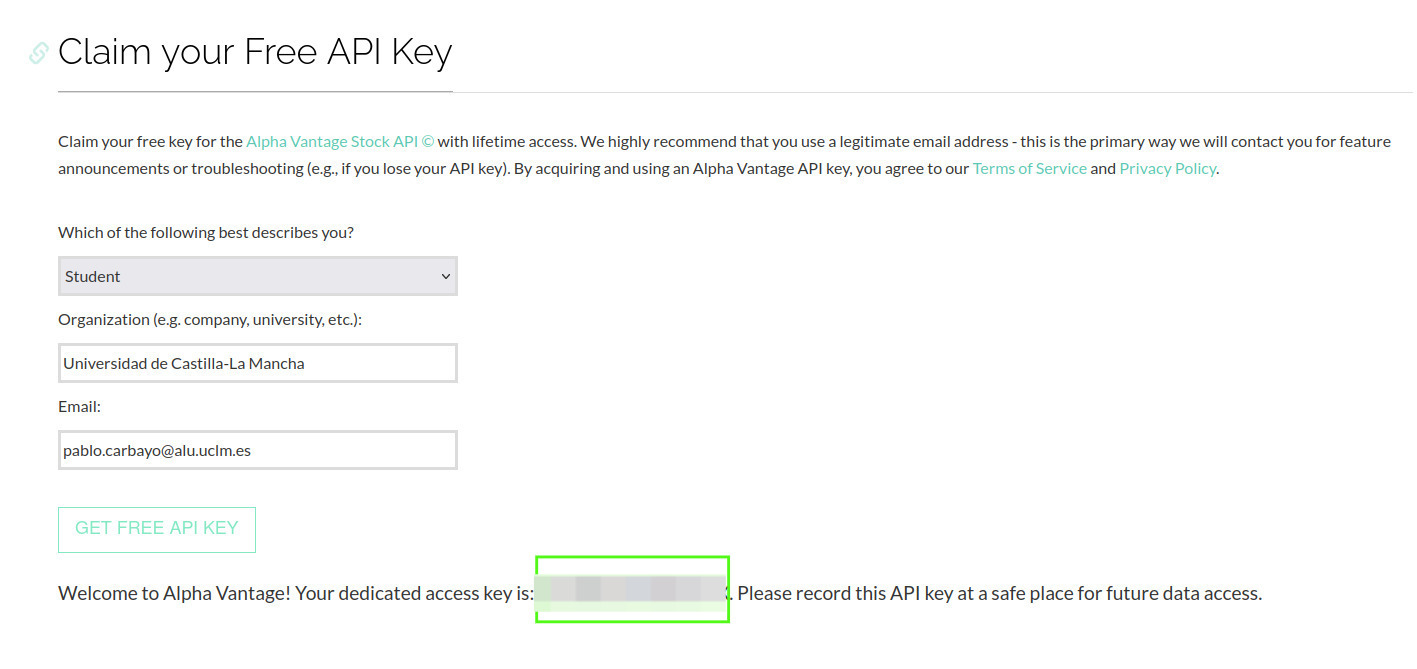 Claim your Free API Key
Claim your free key for the Alpha Vantage Stock API © with lifetime access. We highly recommend that you use a legitimate email address - this is the primary way we will contact you for feature
announcements or troubleshooting (e.g., if you lose your API key). By acquiring and using an Alpha Vantage API key, you agree to our Terms of Service and Privacy Policy.
Which of the following best describes you?
Student
Organization (e.g. company, university, etc.):
Universidad de Castilla-La Mancha
Email:
pablo.carbayo@alu.uclm.es
GET FREE API KEY
Welcome to Alpha Vantage! Your dedicated access key is: . Please record this API key at a safe place for future data access.